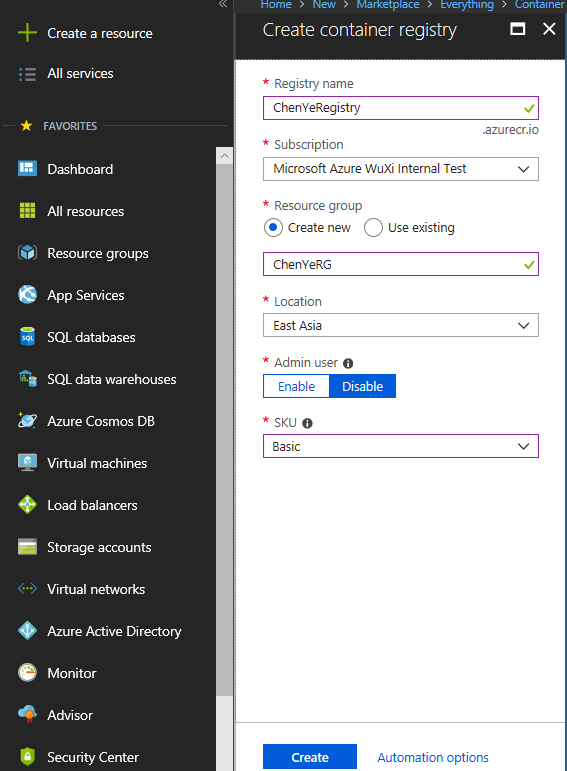 Create a resource
All services
FAVORITES
Dashboard
All resources
Resource groups
App Services
SQL databases
SQL data warehouses
Azure Cosmos DB
Virtual machines
Load balancers
Storage accounts
Virtual networks
Azure Active Directory
Monitor
Advisor
Security Center
Home > New > Marketplace > Everything > Container
Create container registry
* Registry name
ChenYeRegistry
.azurecr.io
* Subscription
Microsoft Azure WuXi Internal Test
* Resource group
Create new Use existing
ChenYeRG
* Location
East Asia
* Admin user
Enable Disable
* SKU
Basic
Create Automation options